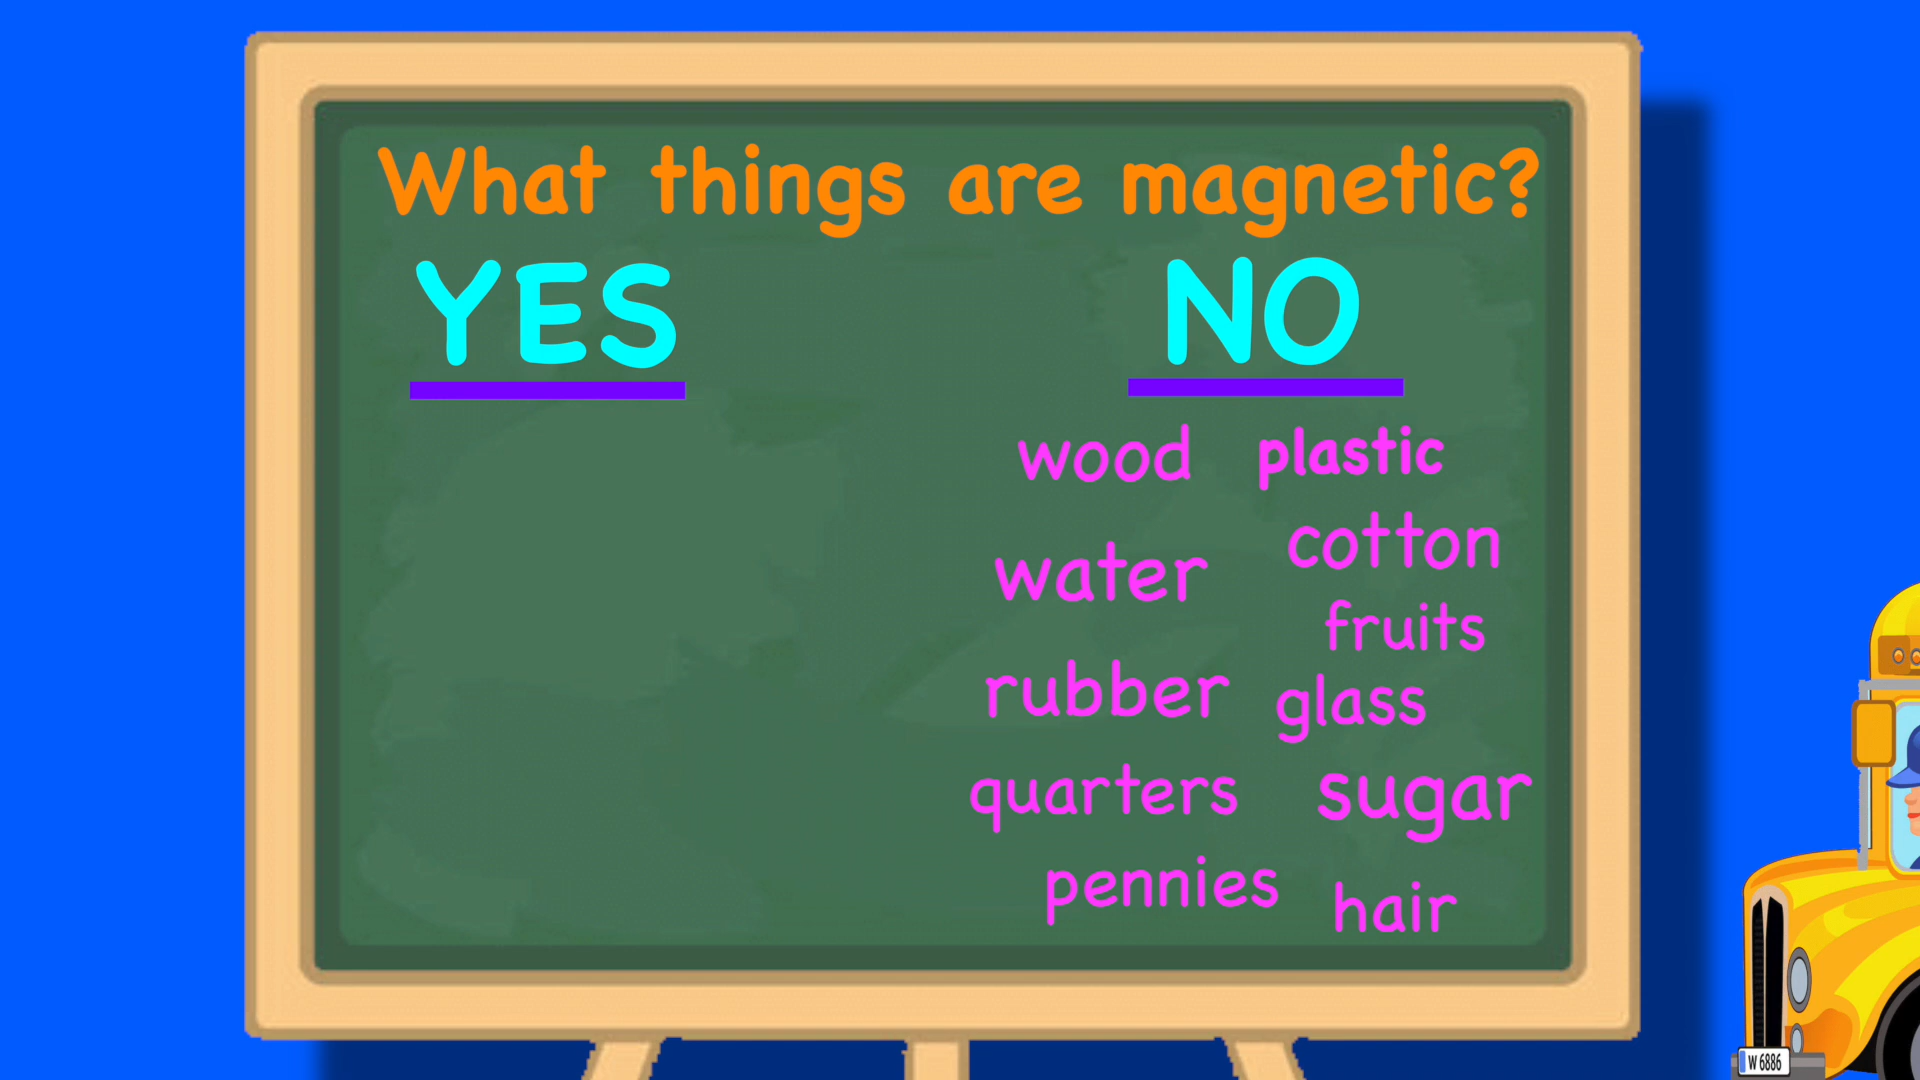 What things are magnetic?
YES NO
wood plastic
cotton
water
fruits
rubber glass
quarters sugar
pennies hair
W 6886